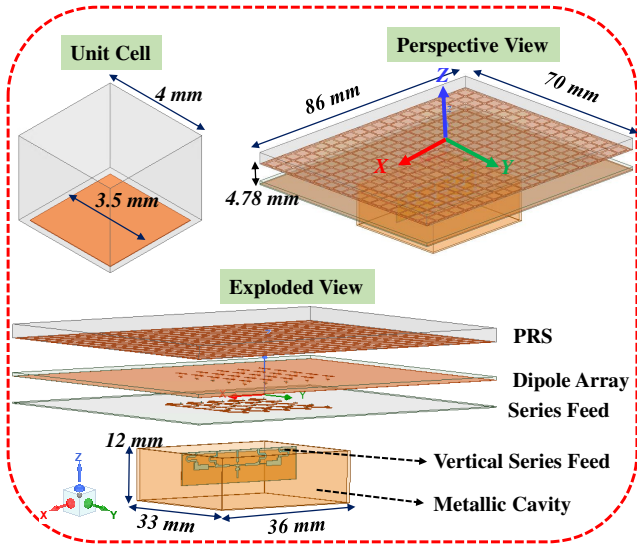 Unit Cell
Perspective View
4 mm
3.5 mm
86 mm
70 mm
Z
X
Y
4.78 mm
Exploded View
PRS
Dipole Array
Series Feed
Y
12 mm
Vertical Series Feed
Metallic Cavity
33 mm
36 mm
Z
X
Y